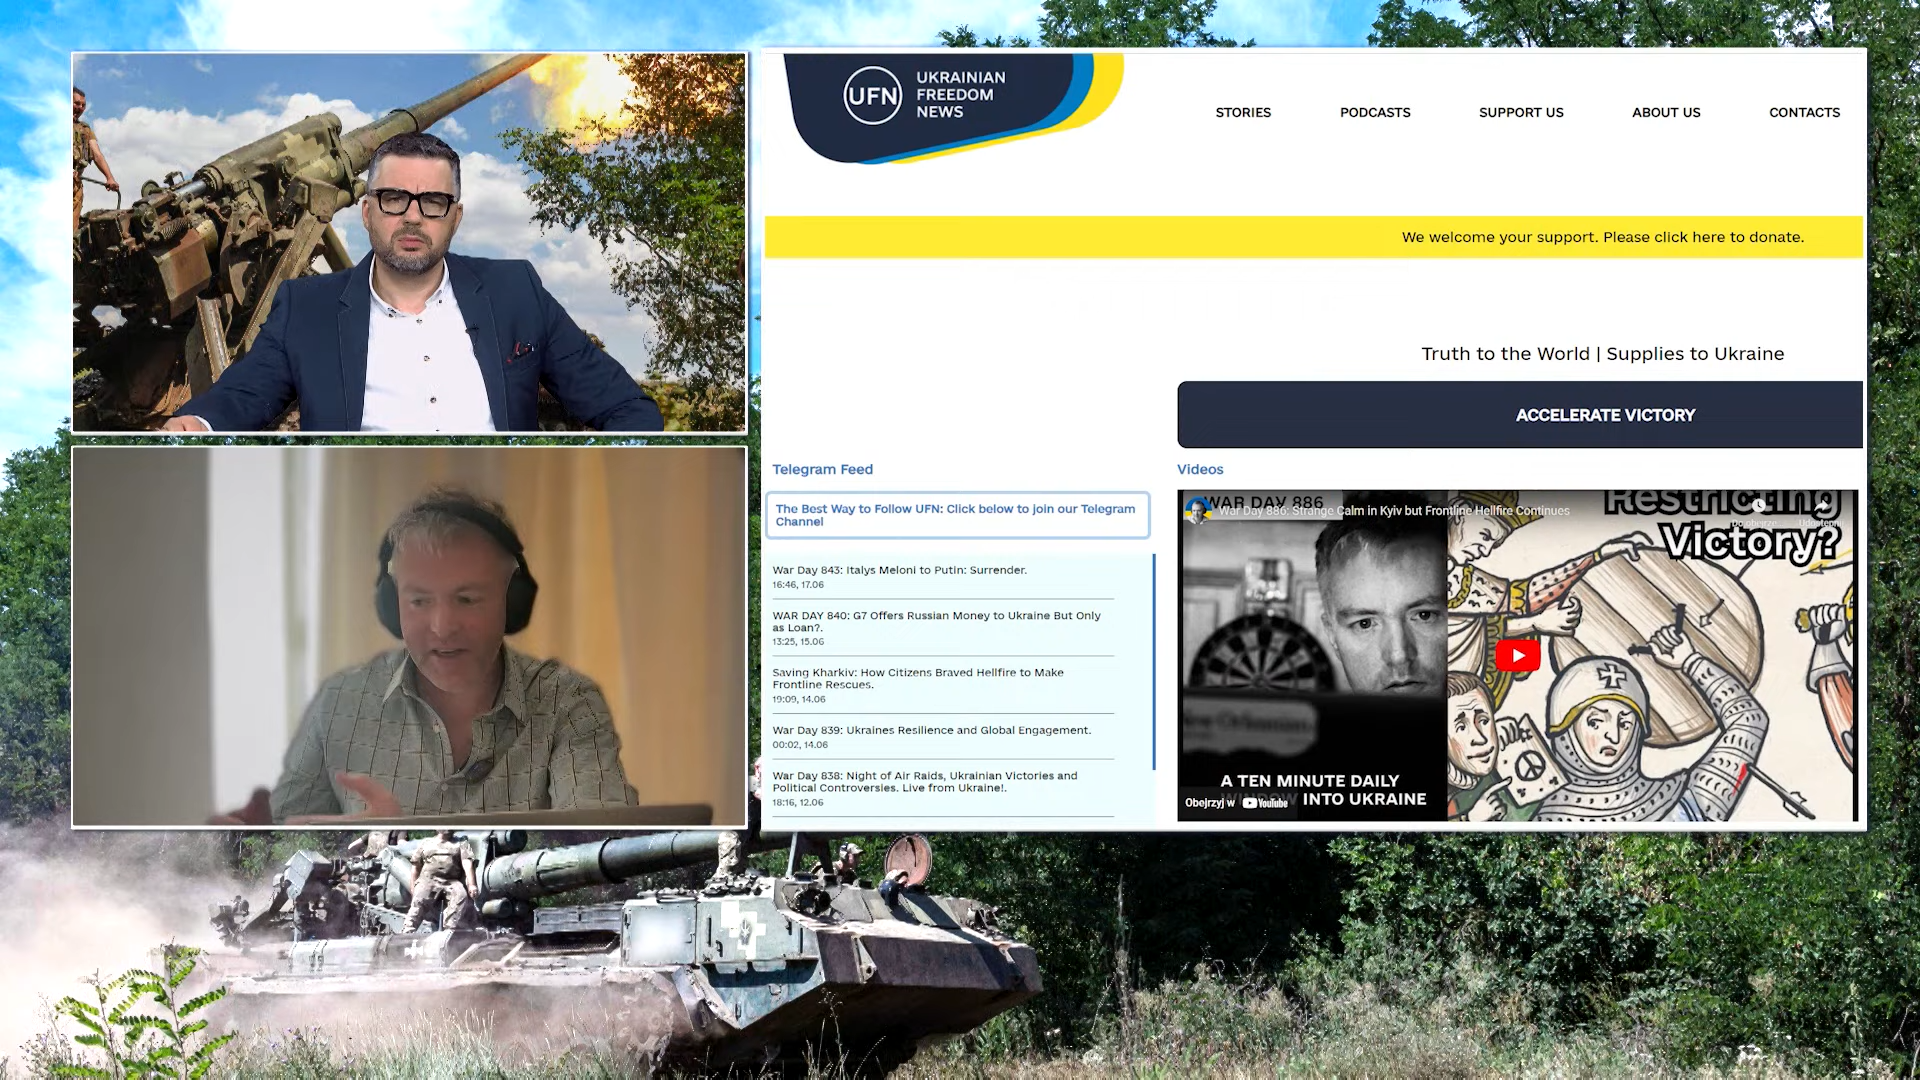 UFN
UKRAINIAN
FREEDOM
NEWS
STORIES
PODCASTS
SUPPORT US
ABOUT US
CONTACTS
We welcome your support. Please click here to donate.
Truth to the World | Supplies to Ukraine
ACCELERATE VICTORY
Telegram Feed
The Best Way to Follow UFN: Click below to join our Telegram
Channel
War Day 843: Italys Meloni to Putin: Surrender.
16:46, 17.06
WAR DAY 840: G7 Offers Russian Money to Ukraine But Only
as Loan?.
13:25, 15.06
Saving Kharkiv: How Citizens Braved Hellfire to Make
Frontline Rescues.
19:09, 14.06
War Day 839: Ukraines Resilience and Global Engagement.
00:02, 14.06
War Day 838: Night of Air Raids, Ukrainian Victories and
Political Controversies. Live from Ukraine!.
18:16, 12.06
Videos
WAR DAY 886
War Day 886: Strange Calm in Kyiv but Frontline Hellfire Continues
Do obejrze...
Udostępnij
Restricting
Victory?
A TEN MINUTE DAILY
WINDOW INTO UKRAINE
Obejrzyj w YouTube